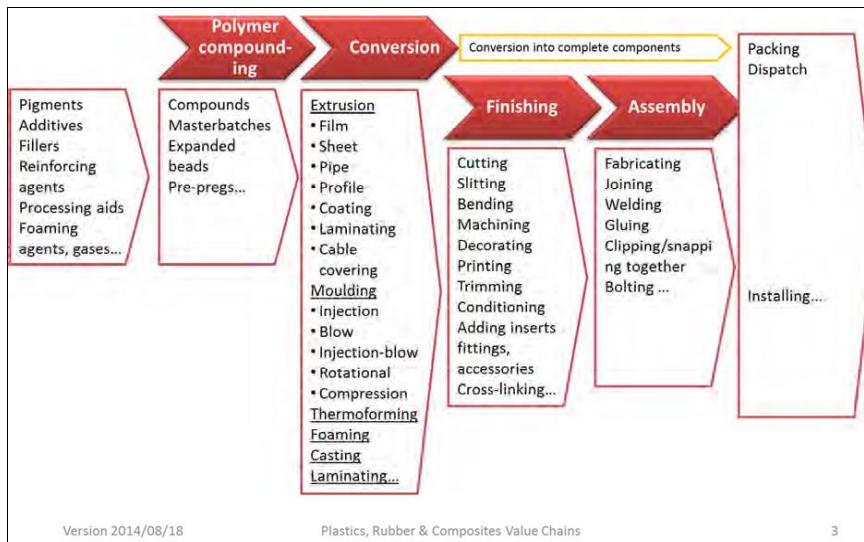 Polymer
compound-
ing
Conversion
Conversion into complete components
Finishing
Assembly
Pigments
Additives
Fillers
Reinforcing
agents
Processing aids
Foaming
agents, gases...
Compounds
Masterbatches
Expanded
beads
Pre-pregs...
Extrusion
• Film
• Sheet
• Pipe
• Profile
• Coating
• Laminating
• Cable
covering
Moulding
• Injection
• Blow
• Injection-blow
• Rotational
• Compression
Thermoforming
Foaming
Casting
Laminating...
Cutting
Slitting
Bending
Machining
Decorating
Printing
Trimming
Conditioning
Adding inserts
fittings,
accessories
Cross-linking...
Fabricating
Joining
Welding
Gluing
Clipping/snappi
ng together
Bolting ...
Packing
Dispatch
Installing...
Version 2014/08/18
Plastics, Rubber & Composites Value Chains
3